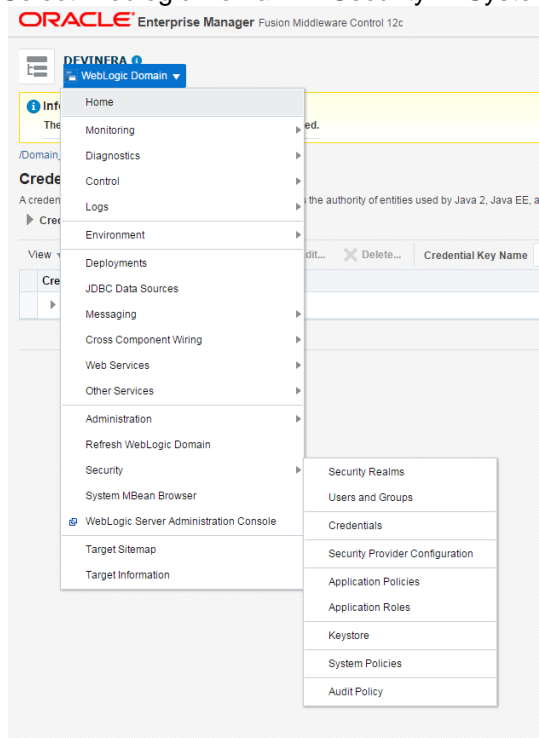 ORACLE Enterprise Manager Fusion Middleware Control 12c
DEVINFRA
WebLogic Domain
Home
Monitoring
ed.
Diagnostics
/Domain_
Control
Crede
A creden
Logs
the authority of entities used by Java 2, Java EE, a
Cre
Environment
View
Deployments
dit...
Delete...
Credential Key Name
Cre
JDBC Data Sources
Messaging
Cross Component Wiring
Web Services
Other Services
Administration
Refresh WebLogic Domain
Security
System MBean Browser
WebLogic Server Administration Console
Target Sitemap
Target Information
Security Realms
Users and Groups
Credentials
Security Provider Configuration
Application Policies
Application Roles
Keystore
System Policies
Audit Policy